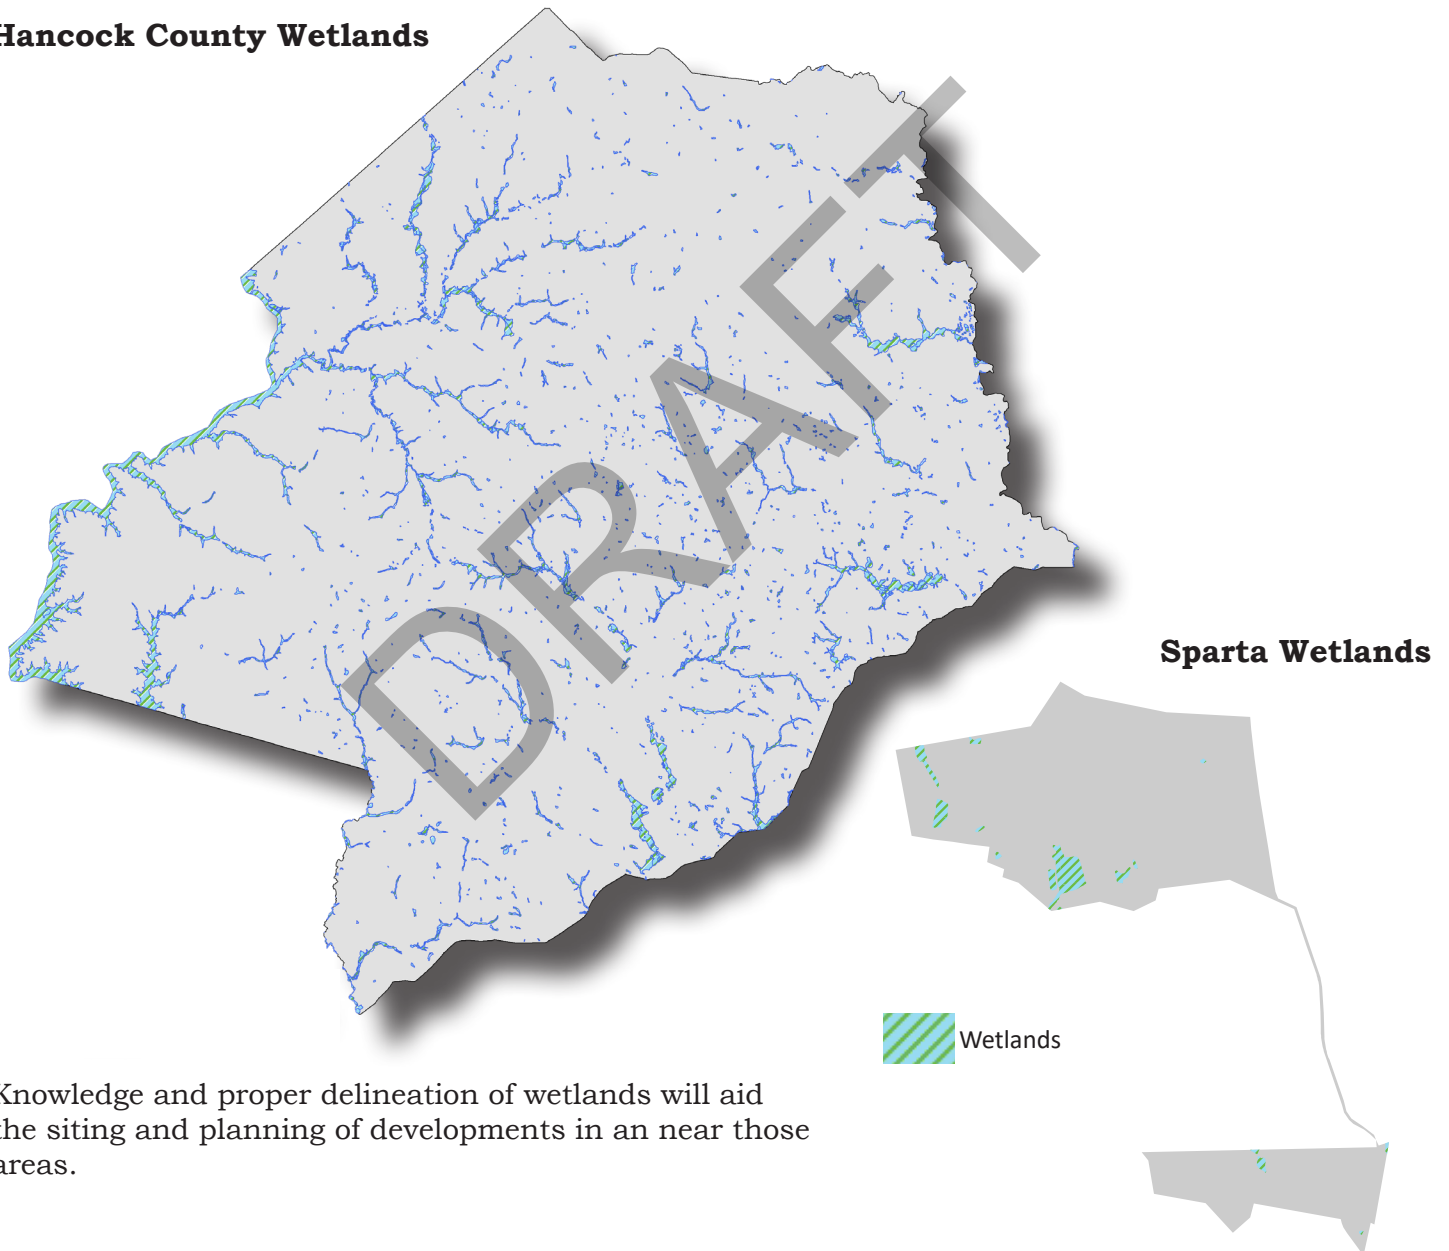 Hancock County Wetlands
DRAFT
Sparta Wetlands
Wetlands
Knowledge and proper delineation of wetlands will aid
the siting and planning of developments in an near those
areas.